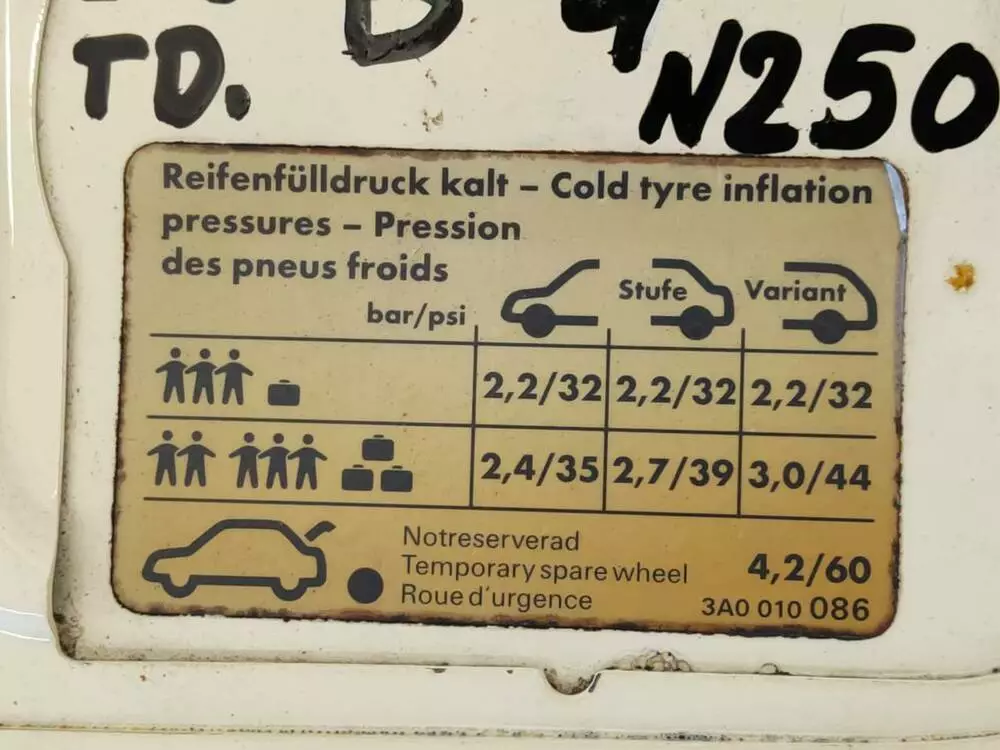 TD. B 4 N250
Reifenfülldruck kalt – Cold tyre inflation
pressures – Pression
des pneus froids
bar/psi
Stufe Variant
2,2/32 2,2/32 2,2/32
2,4/35 2,7/39 3,0/44
Notreserverad
Temporary spare wheel 4,2/60
Roue d'urgence
3A0 010 086